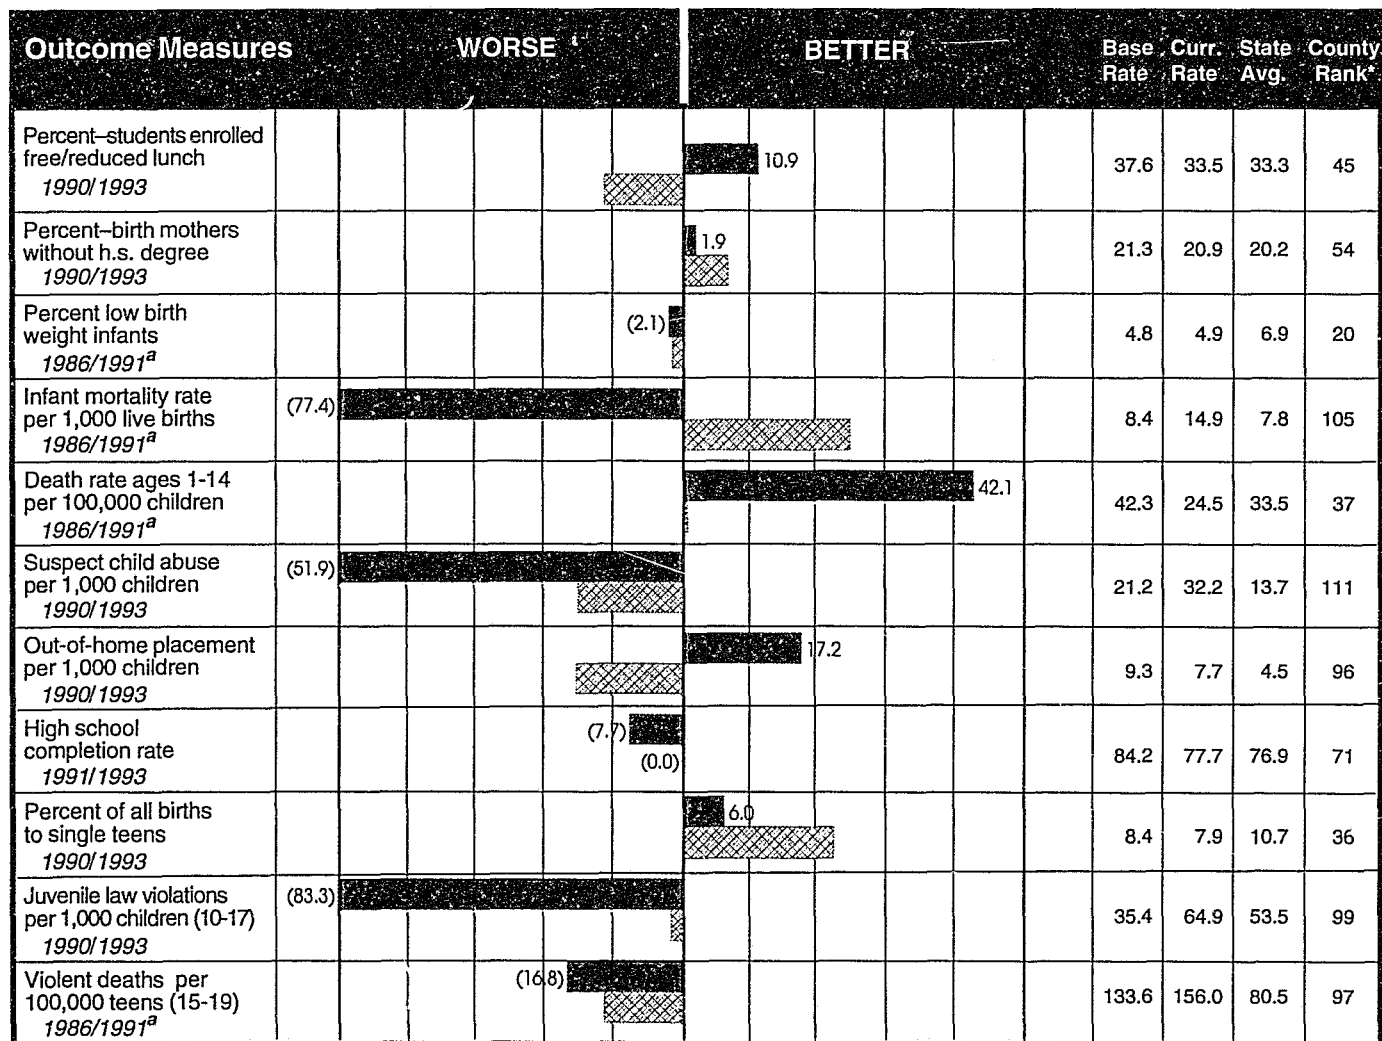 Outcome Measures WORSE BETTER Base Rate Curr. Rate State Avg. County Rank*
Percent–students enrolled
free/reduced lunch
1990/1993
10.9 37.6 33.5 33.3 45
Percent–birth mothers
without h.s. degree
1990/1993
1.9 21.3 20.9 20.2 54
Percent low birth
weight infants
1986/1991a
(2.1) 4.8 4.9 6.9 20
Infant mortality rate
per 1,000 live births
1986/1991a
(77.4) 8.4 14.9 7.8 105
Death rate ages 1-14
per 100,000 children
1986/1991a
42.1 42.3 24.5 33.5 37
Suspect child abuse
per 1,000 children
1990/1993
(51.9) 21.2 32.2 13.7 111
Out-of-home placement
per 1,000 children
1990/1993
17.2 9.3 7.7 4.5 96
High school
completion rate
1991/1993
(7.7) (0.0) 84.2 77.7 76.9 71
Percent of all births
to single teens
1990/1993
6.0 8.4 7.9 10.7 36
Juvenile law violations
per 1,000 children (10-17)
1990/1993
(83.3) 35.4 64.9 53.5 99
Violent deaths per
100,000 teens (15-19)
1986/1991a
(16.8) 133.6 156.0 80.5 97